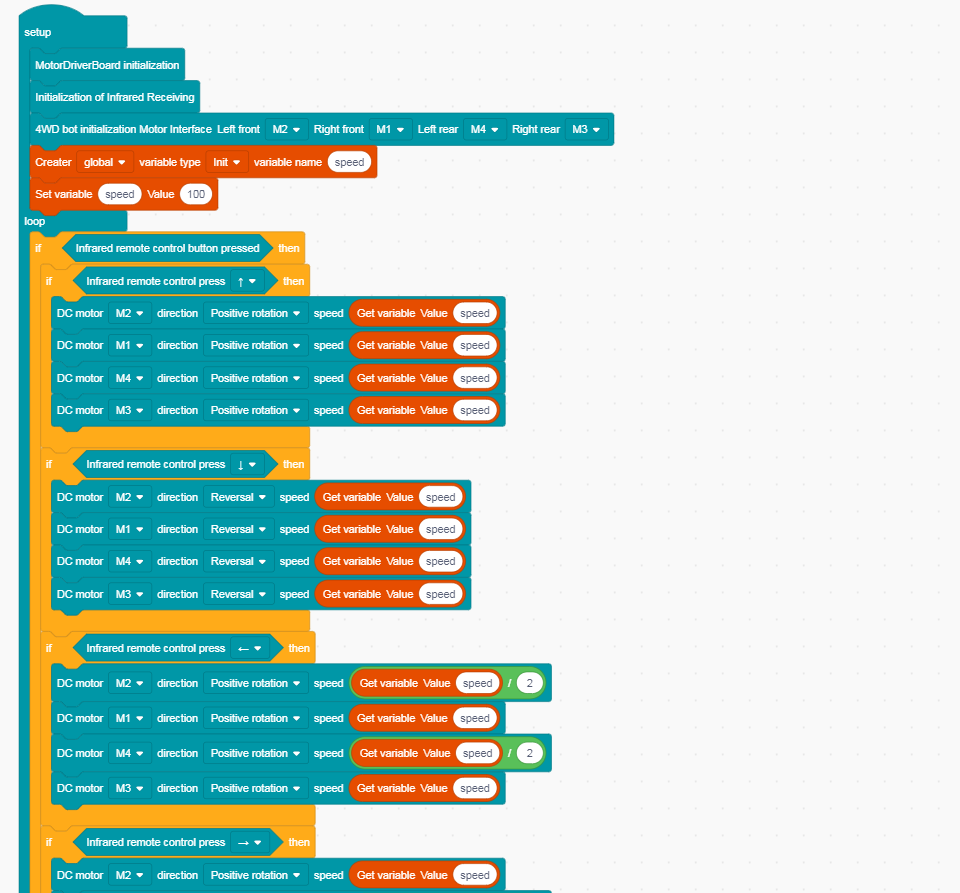 setup
MotorDriverBoard initialization
Initialization of Infrared Receiving
4WD bot initialization Motor Interface Left front M2 Right front M1 Left rear M4 Right rear M3
Creater global variable type Init variable name speed
Set variable speed Value 100
loop
if Infrared remote control button pressed then
if Infrared remote control press ↑ then
DC motor M2 direction Positive rotation speed Get variable Value speed
DC motor M1 direction Positive rotation speed Get variable Value speed
DC motor M4 direction Positive rotation speed Get variable Value speed
DC motor M3 direction Positive rotation speed Get variable Value speed
if Infrared remote control press ↓ then
DC motor M2 direction Reversal speed Get variable Value speed
DC motor M1 direction Reversal speed Get variable Value speed
DC motor M4 direction Reversal speed Get variable Value speed
DC motor M3 direction Reversal speed Get variable Value speed
if Infrared remote control press ← then
DC motor M2 direction Positive rotation speed Get variable Value speed / 2
DC motor M1 direction Positive rotation speed Get variable Value speed
DC motor M4 direction Positive rotation speed Get variable Value speed / 2
DC motor M3 direction Positive rotation speed Get variable Value speed
if Infrared remote control press → then
DC motor M2 direction Positive rotation speed Get variable Value speed